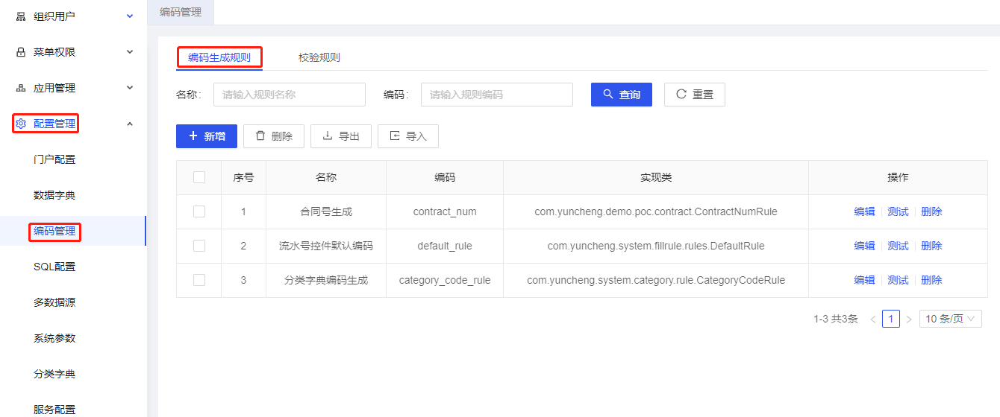 组织用户
菜单权限
应用管理
配置管理
门户配置
数据字典
编码管理
SQL配置
多数据源
系统参数
分类字典
服务配置
编码管理
编码生成规则 校验规则
名称: 请输入规则名称 编码: 请输入规则编码 查询 重置
新增 删除 导出 导入
序号 名称 编码 实现类 操作
1 合同号生成 contract_num com.yuncheng.demo.poc.contract.ContractNumRule 编辑 测试 删除
2 流水号控件默认编码 default_rule com.yuncheng.system.fillrule.rules.DefaultRule 编辑 测试 删除
3 分类字典编码生成 category_code_rule com.yuncheng.system.category.rule.CategoryCodeRule 编辑 测试 删除
1-3 共3条 < 1 > 10 条/页